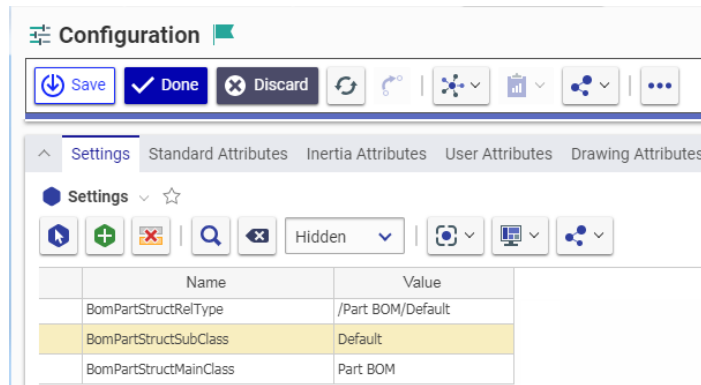 Configuration
Save Done Discard
Settings Standard Attributes Inertia Attributes User Attributes Drawing Attributes
Settings
Hidden
Name Value
BomPartStructRelType /Part BOM/Default
BomPartStructSubClass Default
BomPartStructMainClass Part BOM